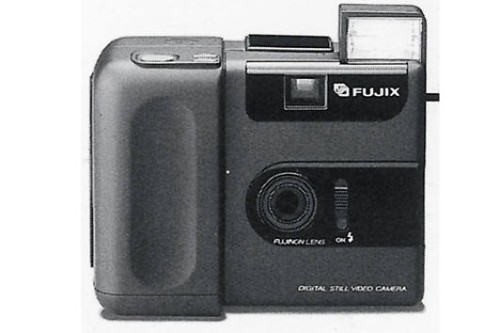 FUJIX
FUJINON LENS
ON
DIGITAL STILL VIDEO CAMERA